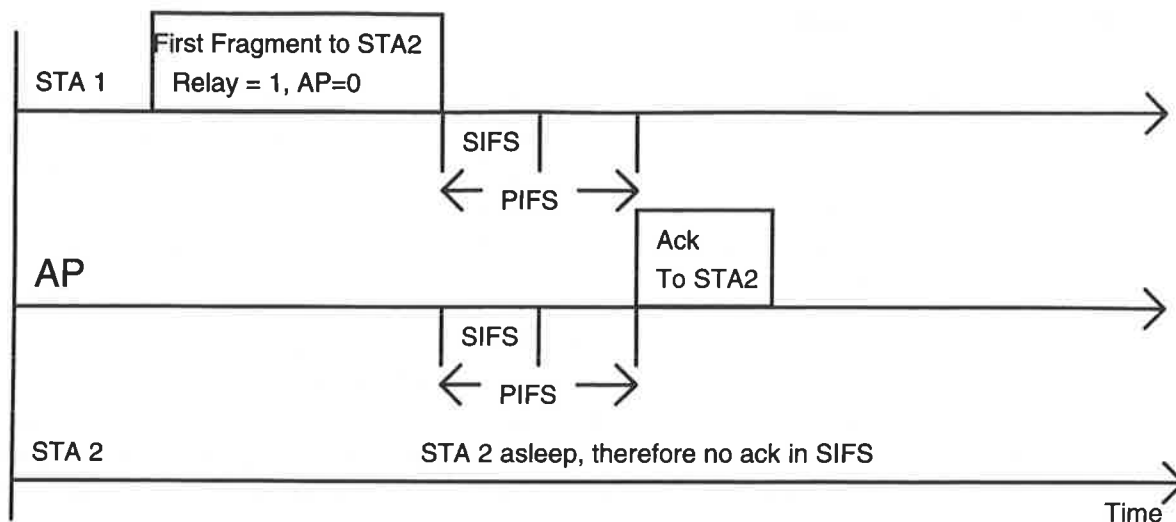 First Fragment to STA2
STA 1 Relay = 1, AP=0
SIFS
PIFS
Ack
AP To STA2
SIFS
PIFS
STA 2 STA 2 asleep, therefore no ack in SIFS
Time